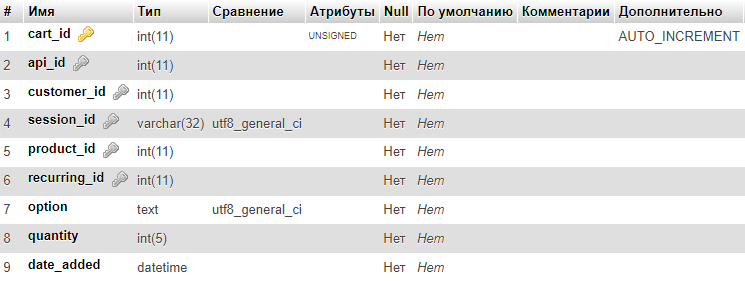 # Имя Тип Сравнение Атрибуты Null По умолчанию Комментарии Дополнительно
1 cart_id int(11) UNSIGNED Нет Нет AUTO_INCREMENT
2 api_id int(11) Нет Нет
3 customer_id int(11) Нет Нет
4 session_id varchar(32) utf8_general_ci Нет Нет
5 product_id int(11) Нет Нет
6 recurring_id int(11) Нет Нет
7 option text utf8_general_ci Нет Нет
8 quantity int(5) Нет Нет
9 date_added datetime Нет Нет